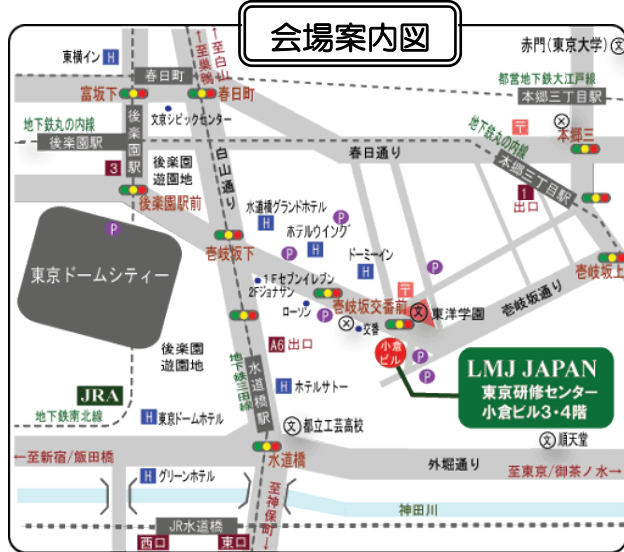 会場案内図
東横イン H
春日町
←至巣鴨
←至白山
赤門(東京大学) 文
富坂下
春日町
都営地下鉄大江戸線
本郷三丁目駅
地下鉄丸の内線
後楽園駅
後楽園駅
文京シビックセンター
白山通り
春日通り
地下鉄丸の内線
〒
本郷三
本郷三丁目駅
3
後楽園
遊園地
1
出口
後楽園駅前
水道橋グランドホテル
H
P
P
ホテルウイング
H
P
東京ドームシティー
壱岐坂下
ドーミーイン
H
P
壱岐坂上
1Fセブンイレブン
2Fジョナサン
〒
ローソン
P
壱岐坂交番前
文 東洋学園
壱岐坂通り
交番
後楽園
遊園地
A6 出口
小倉
ビル
P
P
地下鉄三田線
水道橋駅
LMJ JAPAN
東京研修センター
小倉ビル3・4階
JRA
地下鉄南北線
H ホテルサトー
H 東京ドームホテル
文 都立工芸高校
文 順天堂
←至新宿/飯田橋
水道橋
外堀通り
至東京/御茶ノ水→
H グリーンホテル
至神保町→
神田川
JR水道橋
西口
東口